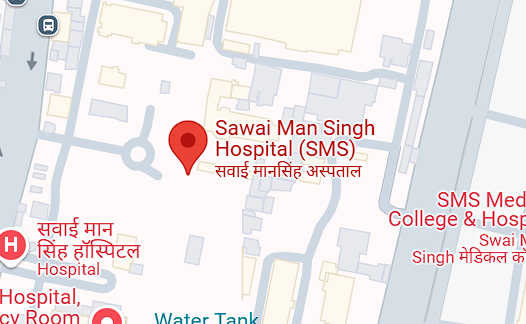 Sawai Man Singh
Hospital (SMS)
सवाई मानसिंह अस्पताल
SMS Med
College & Hosp
Swai M
Singh मेडिकल कॉ
सवाई मान
सिंह हॉस्पिटल
Hospital
H
Hospital,
cy Room
Water Tank